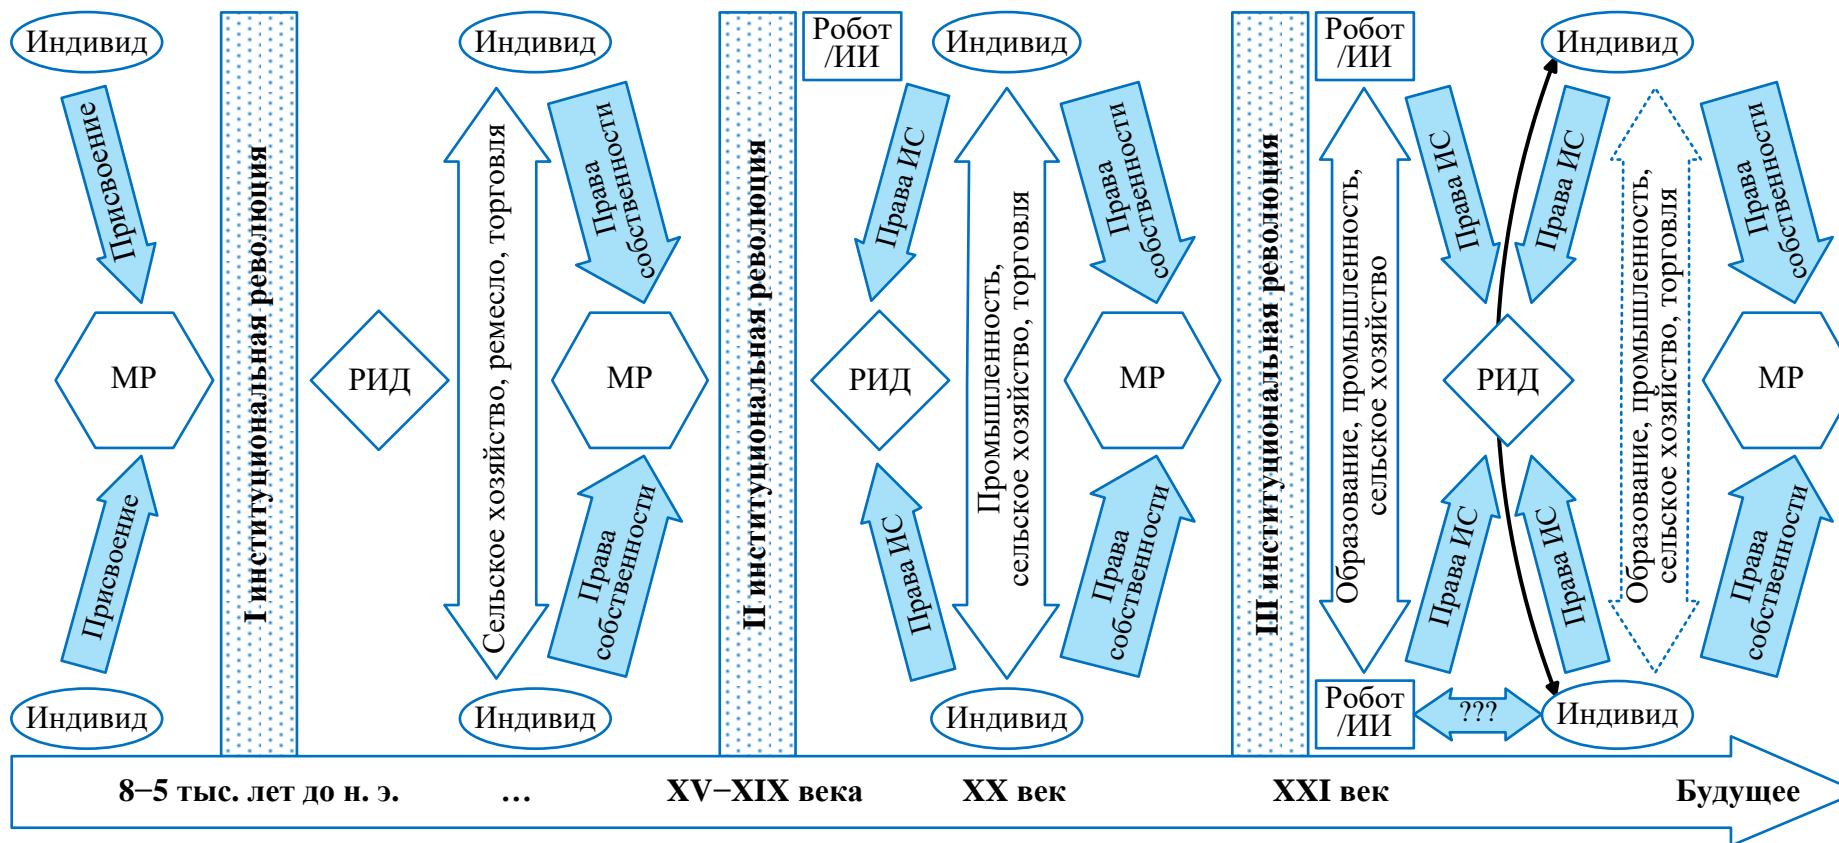 Индивид
Присвоение
МР
Присвоение
Индивид
I институциональная революция
РИД
Индивид
Сельское хозяйство, ремесло, торговля
Права
собственности
МР
Права
собственности
Индивид
II институциональная революция
Робот
/ИИ
Права ИС
РИД
Права ИС
Индивид
Промышленность,
сельское хозяйство, торговля
Индивид
Права
собственности
МР
Права
собственности
III институциональная революция
Робот
/ИИ
Образование, промышленность,
сельское хозяйство
Робот
/ИИ
Права ИС
Права ИС
РИД
Права ИС
Права ИС
???
Индивид
Образование, промышленность,
сельское хозяйство, торговля
Индивид
Права
собственности
МР
Права
собственности
8−5 тыс. лет до н. э.
...
XV−XIX века
XX век
XXI век
Будущее